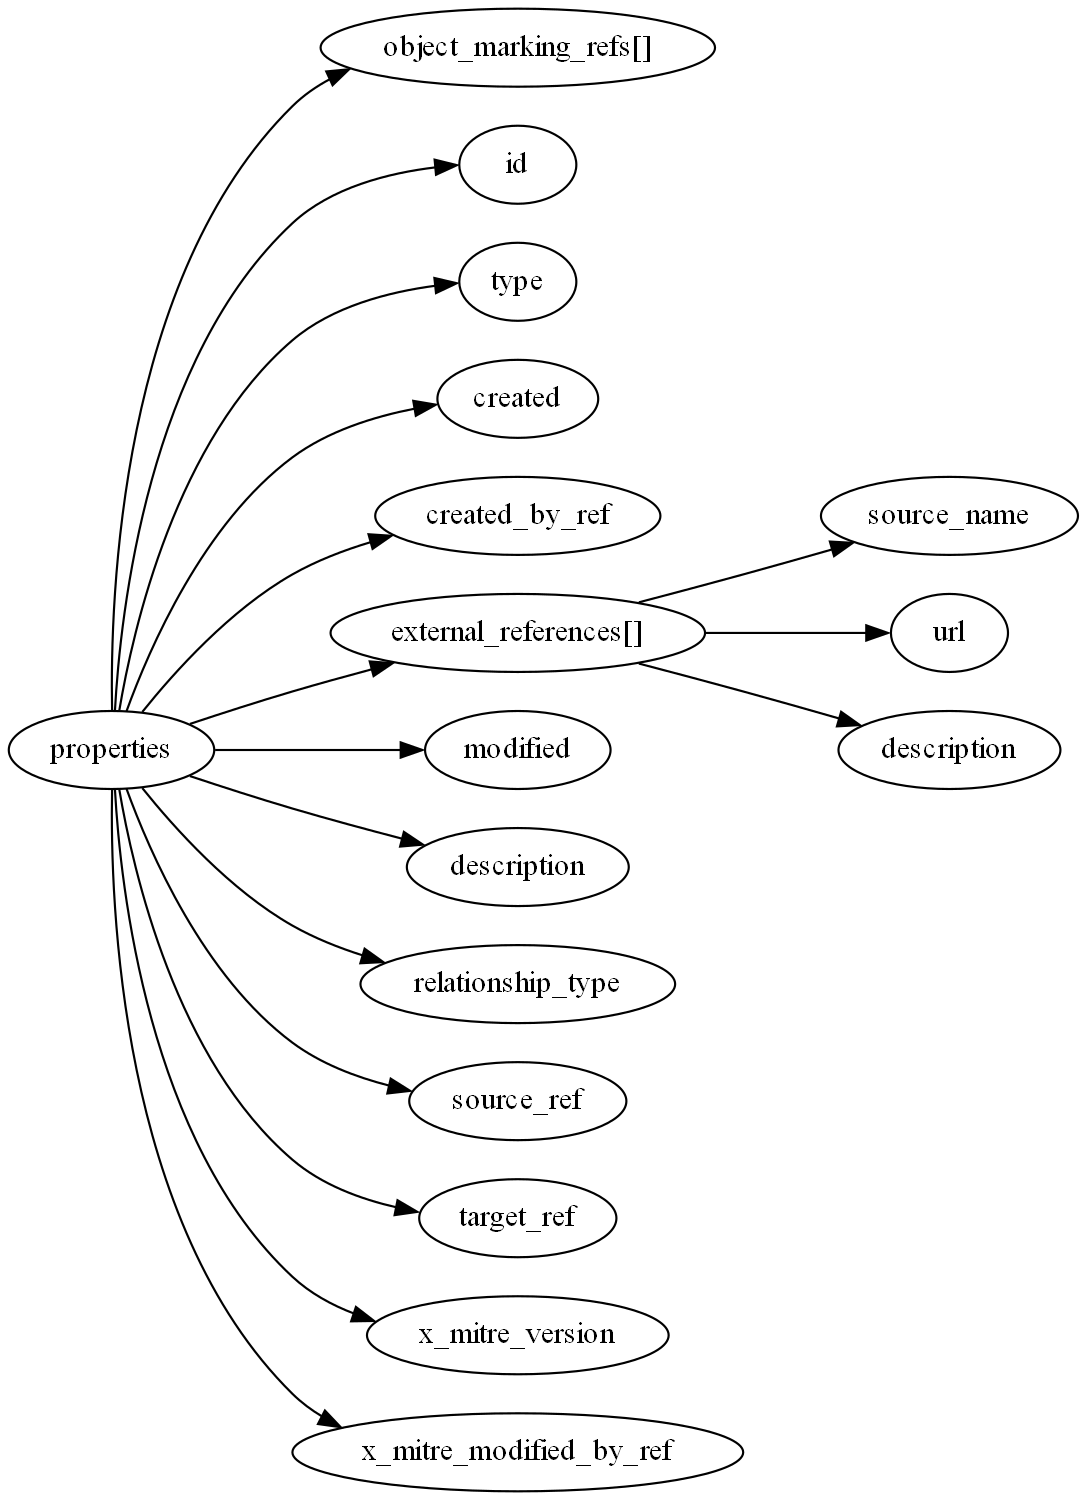 object_marking_refs[]
id
type
created
created_by_ref
source_name
external_references[]
url
properties
modified
description
description
relationship_type
source_ref
target_ref
x_mitre_version
x_mitre_modified_by_ref